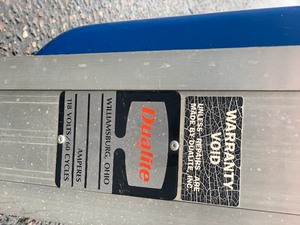 Dualite
WILLIAMSBURG, OHIO
AMPERES
118 VOLTS/60 CYCLES
WARRANTY
VOID
UNLESS REPAIRS ARE
MADE BY DUALITE, INC.